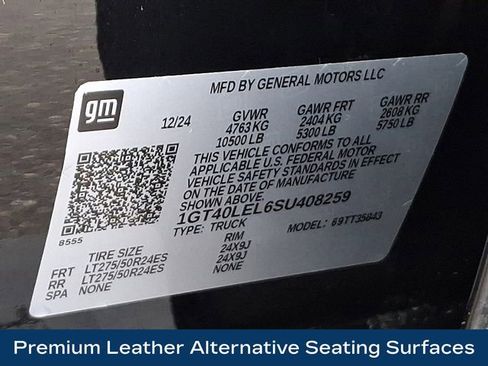 gm
MFD BY GENERAL MOTORS LLC
12/24 GVWR GAWR FRT GAWR RR
4763 KG 2404 KG 2608 KG
10500 LB 5300 LB 5750 LB
THIS VEHICLE CONFORMS TO ALL
APPLICABLE U.S. FEDERAL MOTOR
VEHICLE SAFETY STANDARDS IN EFFECT
ON THE DATE OF MANUFACTURE SHOWN ABOVE.
1GT40LEL6SU408259
TYPE: TRUCK MODEL: 69TT35843
8555
TIRE SIZE RIM
FRT LT275/50R24ES 24X9J
RR LT275/50R24ES 24X9J
SPA NONE NONE
Premium Leather Alternative Seating Surfaces